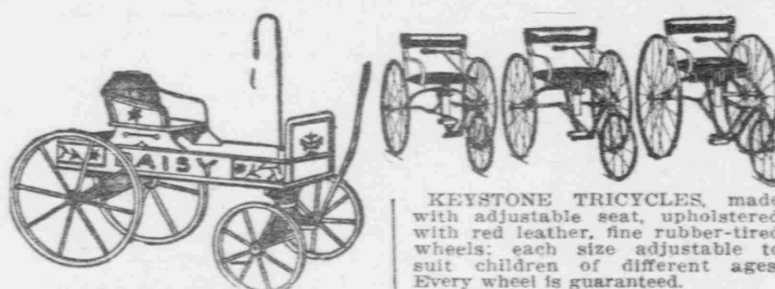 AISY
KEYSTONE TRICYCLES, made
with adjustable seat, upholstered
with red leather, fine rubber-tired
wheels; each size adjustable to
suit children of different ages.
Every wheel is guaranteed.